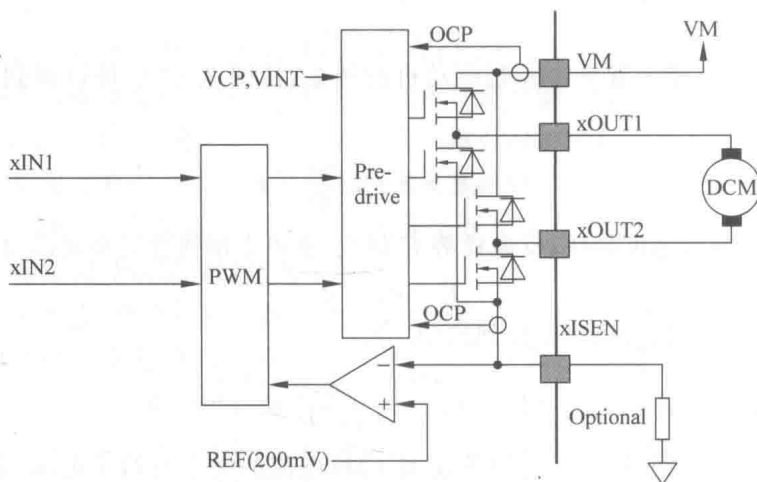 OCP
VM
VM
VCP,VINT
xOUT1
xIN1
Pre-
drive
DCM
xOUT2
xIN2
PWM
OCP
xISEN
−
+
Optional
REF(200mV)